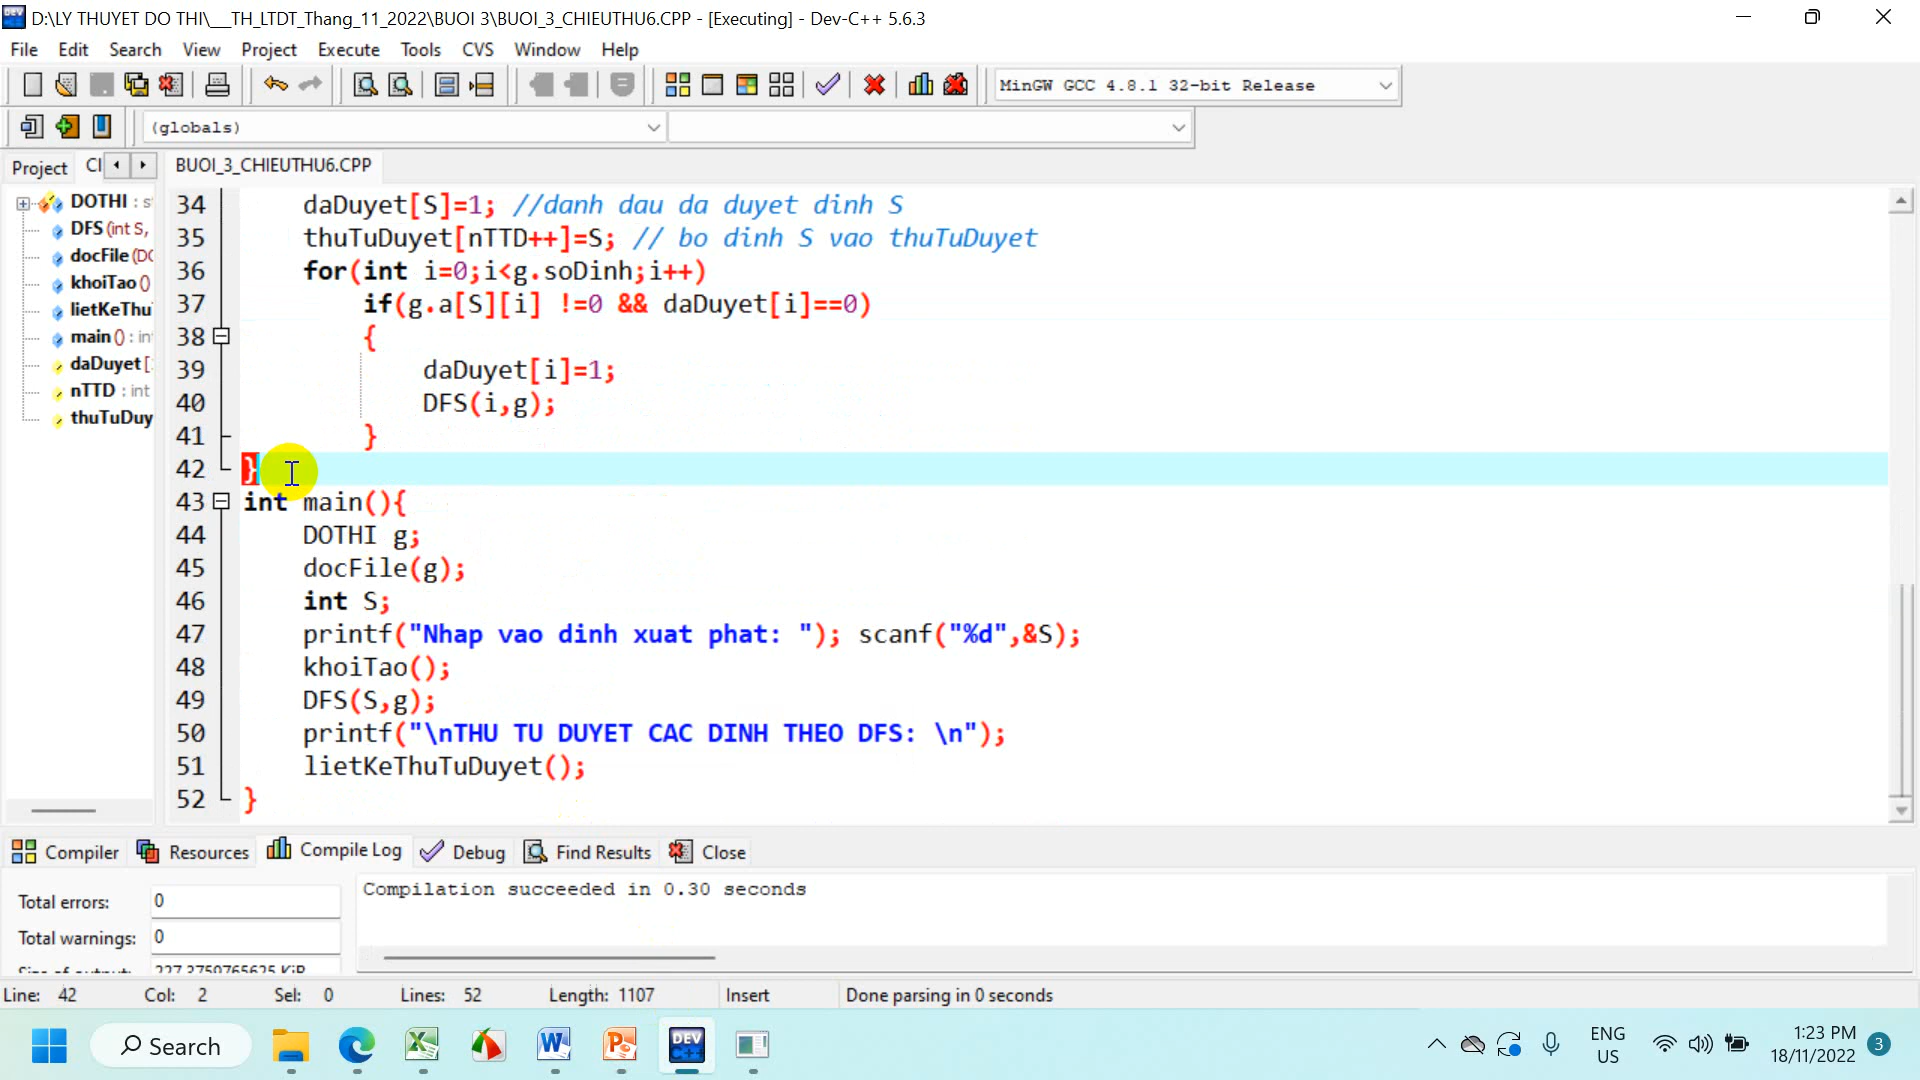 D:\LY THUYET DO THI\___TH_LTDT_Thang_11_2022\BUOI 3\BUOI_3_CHIEUTHU6.CPP - [Executing] - Dev-C++ 5.6.3
File Edit Search View Project Execute Tools CVS Window Help
MinGW GCC 4.8.1 32-bit Release
(globals)
Project Cl BUOI_3_CHIEUTHU6.CPP
DOTHI : s
DFS (int S,
docFile (DO
khoiTao ()
lietKeThu
main () : in
daDuyet [
nTTD : int
thuTuDuy
34 daDuyet[S]=1; //danh dau da duyet dinh S
35 thuTuDuyet[nTTD++]=S; // bo dinh S vao thuTuDuyet
36 for(int i=0;i<g.soDinh;i++)
37 if(g.a[S][i] !=0 && daDuyet[i]==0)
38 {
39 daDuyet[i]=1;
40 DFS(i,g);
41 }
42 }
43 int main(){
44 DOTHI g;
45 docFile(g);
46 int S;
47 printf("Nhap vao dinh xuat phat: "); scanf("%d",&S);
48 khoiTao();
49 DFS(S,g);
50 printf("\nTHU TU DUYET CAC DINH THEO DFS: \n");
51 lietKeThuTuDuyet();
52 }
Compiler Resources Compile Log Debug Find Results Close
Total errors: 0
Total warnings: 0
Compilation succeeded in 0.30 seconds
Line: 42 Col: 2 Sel: 0 Lines: 52 Length: 1107 Insert Done parsing in 0 seconds
Search
DEV C++
ENG
US
1:23 PM
18/11/2022
3